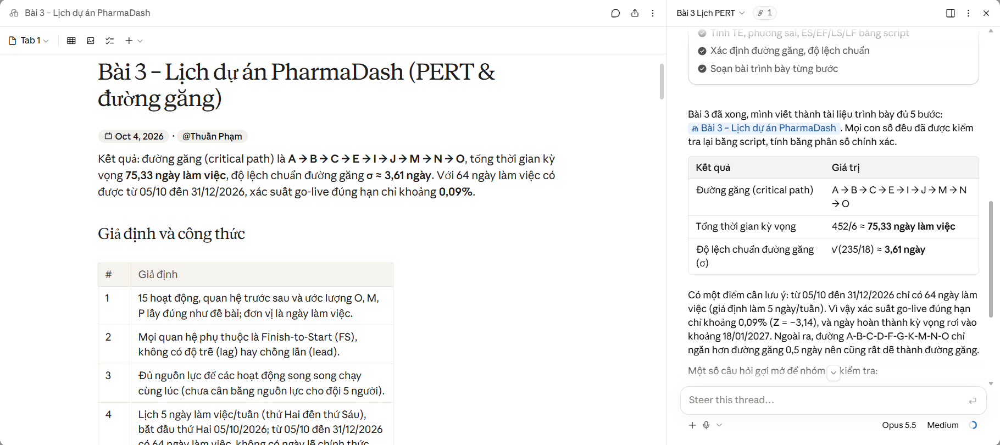 Bài 3 – Lịch dự án PharmaDash
Tab 1
Bài 3 – Lịch dự án PharmaDash (PERT &
đường găng)
Oct 4, 2026 · @Thuần Phạm
Kết quả: đường găng (critical path) là A → B → C → E → I → J → M → N → O, tổng thời gian kỳ
vọng 75,33 ngày làm việc, độ lệch chuẩn đường găng σ ≈ 3,61 ngày. Với 64 ngày làm việc có
được từ 05/10 đến 31/12/2026, xác suất go-live đúng hạn chỉ khoảng 0,09%.
Giả định và công thức
# Giả định
1 15 hoạt động, quan hệ trước sau và ước lượng O, M,
P lấy đúng như đề bài; đơn vị là ngày làm việc.
2 Mọi quan hệ phụ thuộc là Finish-to-Start (FS),
không có độ trễ (lag) hay chồng lấn (lead).
3 Đủ nguồn lực để các hoạt động song song chạy
cùng lúc (chưa cân bằng nguồn lực cho đội 5 người).
4 Lịch 5 ngày làm việc/tuần (thứ Hai đến thứ Sáu),
bắt đầu thứ Hai 05/10/2026; từ 05/10 đến 31/12/2026
có 64 ngày làm việc, không có ngày lễ chính thức
Bài 3 Lịch PERT 1
Tính TE, phương sai, ES/EF/LS/LF bằng script
Xác định đường găng, độ lệch chuẩn
Soạn bài trình bày từng bước
Bài 3 đã xong, mình viết thành tài liệu trình bày đủ 5 bước:
Bài 3 – Lịch dự án PharmaDash . Mọi con số đều đã được kiểm
tra lại bằng script, tính bằng phân số chính xác.
Kết quả Giá trị
Đường găng (critical path) A → B → C → E → I → J → M → N
→ O
Tổng thời gian kỳ vọng 452/6 ≈ 75,33 ngày làm việc
Độ lệch chuẩn đường găng √(235/18) ≈ 3,61 ngày
(σ)
Có một điểm cần lưu ý: từ 05/10 đến 31/12/2026 chỉ có 64 ngày làm
việc (giả định làm 5 ngày/tuần). Vì vậy xác suất go-live đúng hạn
chỉ khoảng 0,09% (Z = −3,14), và ngày hoàn thành kỳ vọng rơi vào
khoảng 18/01/2027. Ngoài ra, đường A-B-C-D-F-G-K-M-N-O chỉ
ngắn hơn đường găng 0,5 ngày nên cũng rất dễ thành đường găng.
Một số câu hỏi gợi mở để nhóm kiểm tra:
Steer this thread...
Opus 5.5 Medium